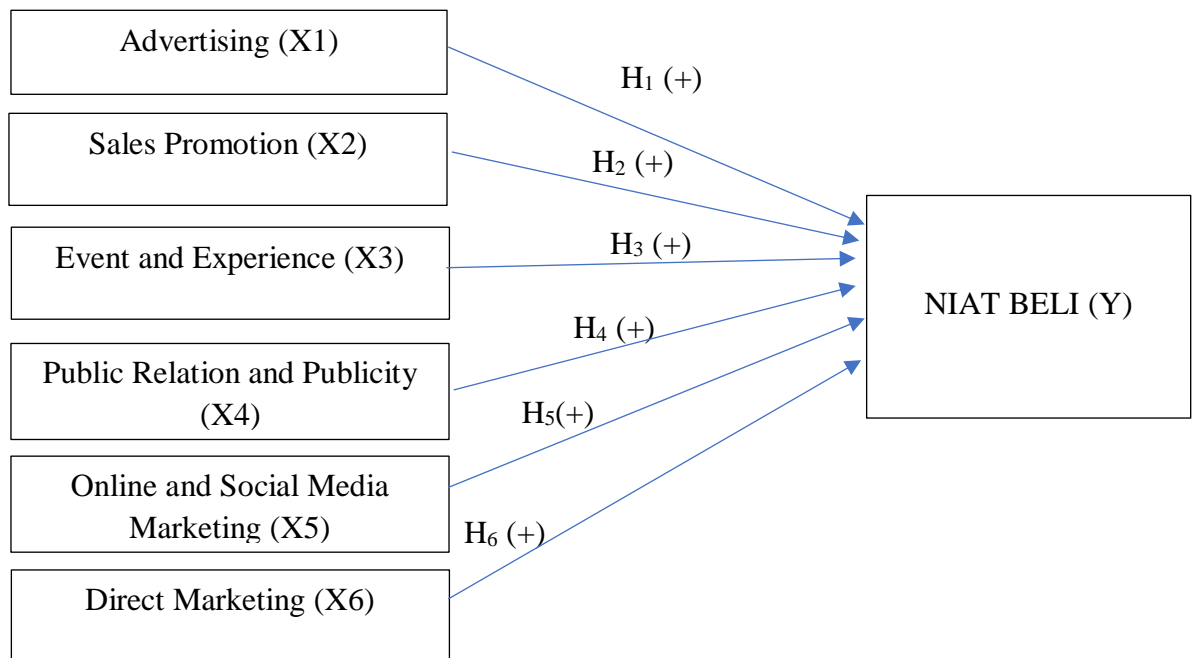 Advertising (X1)
H₁ (+)
Sales Promotion (X2)
H₂ (+)
Event and Experience (X3)
H₃ (+)
NIAT BELI (Y)
H₄ (+)
Public Relation and Publicity
(X4)
H₅(+)
Online and Social Media
Marketing (X5)
H₆ (+)
Direct Marketing (X6)